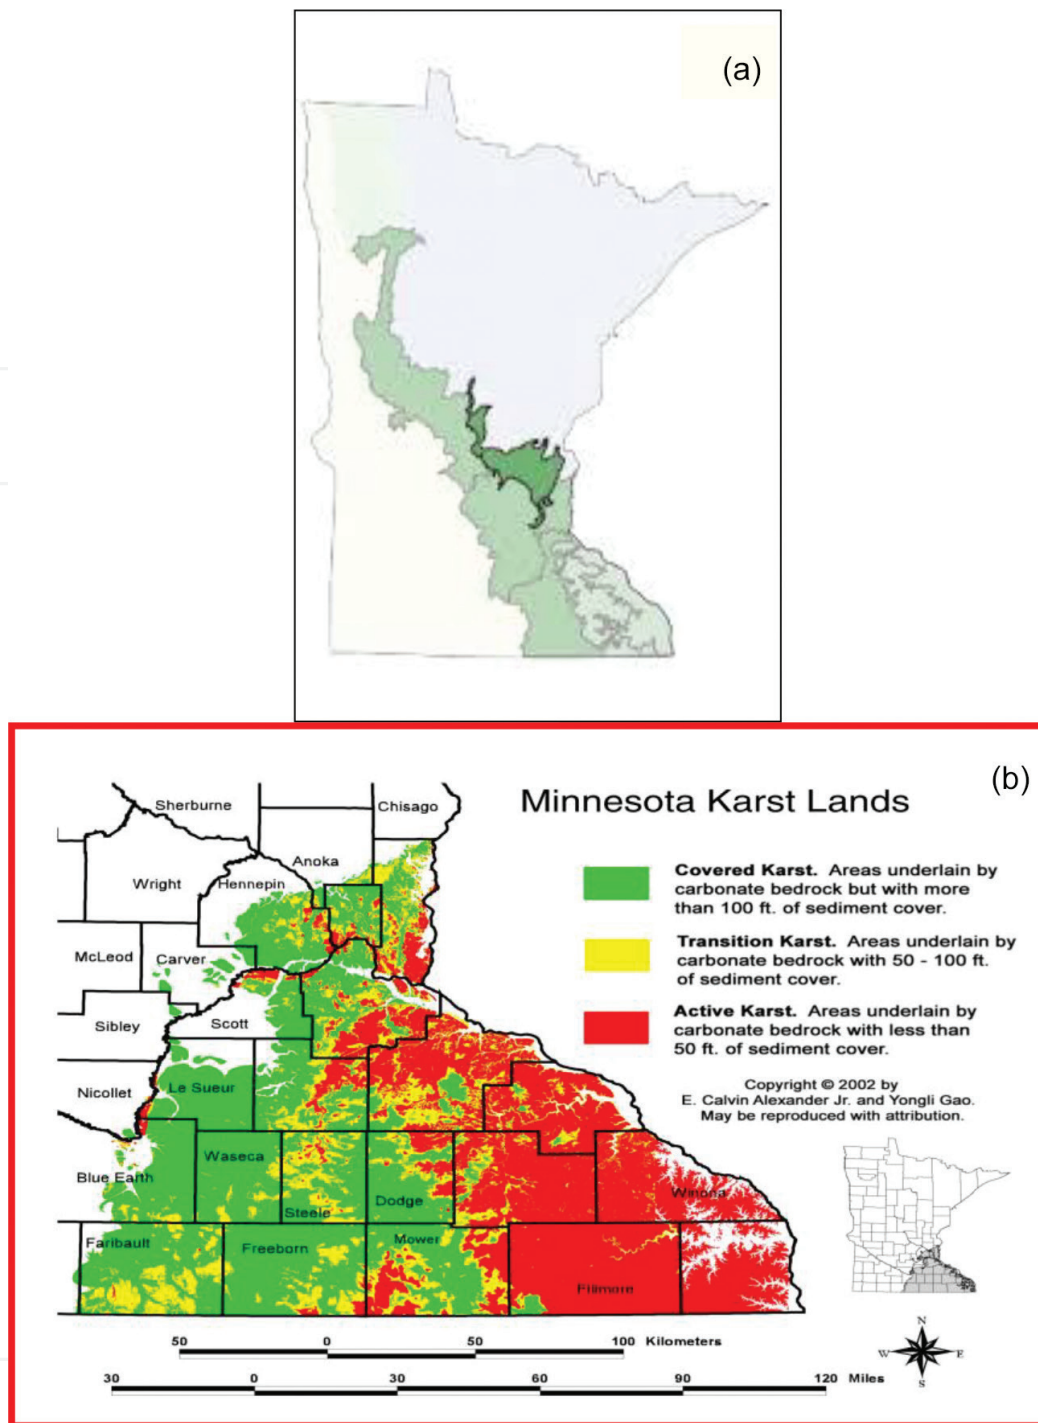 (a)
(b)
Minnesota Karst Lands
Sherburne
Chisago
Anoka
Wright
Hennepin
McLeod
Carver
Sibley
Scott
Nicollet
Le Sueur
Waseca
Blue Earth
Dodge
Steele
Winona
Faribault
Freeborn
Mower
Fillmore
Covered Karst. Areas underlain by
carbonate bedrock but with more
than 100 ft. of sediment cover.
Transition Karst. Areas underlain by
carbonate bedrock with 50 - 100 ft.
of sediment cover.
Active Karst. Areas underlain by
carbonate bedrock with less than
50 ft. of sediment cover.
Copyright © 2002 by
E. Calvin Alexander Jr. and Yongli Gao.
May be reproduced with attribution.
N
W E
S
50 0 50 100 Kilometers
30 0 30 60 90 120 Miles